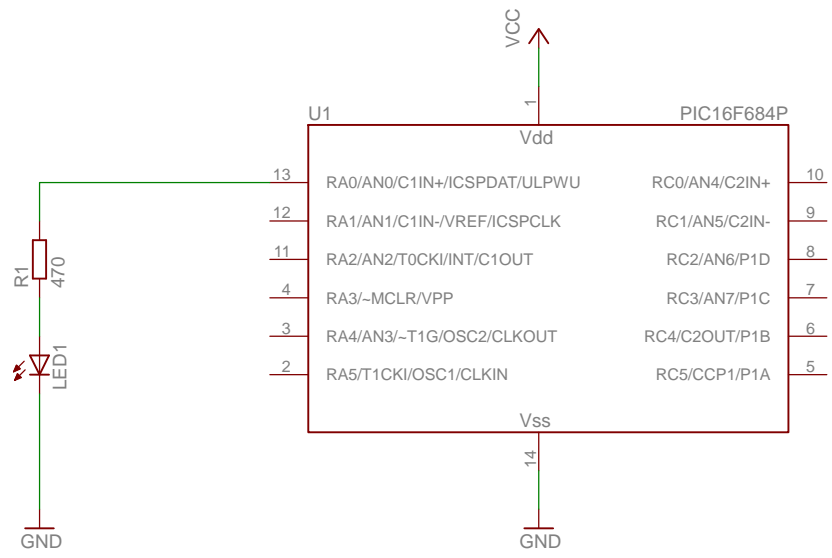 VCC
1
U1
PIC16F684P
Vdd
13
RA0/AN0/C1IN+/ICSPDAT/ULPWU
RC0/AN4/C2IN+
10
12
RA1/AN1/C1IN-/VREF/ICSPCLK
RC1/AN5/C2IN-
9
11
RA2/AN2/T0CKI/INT/C1OUT
RC2/AN6/P1D
8
R1
470
4
RA3/~MCLR/VPP
RC3/AN7/P1C
7
3
RA4/AN3/~T1G/OSC2/CLKOUT
RC4/C2OUT/P1B
6
LED1
2
RA5/T1CKI/OSC1/CLKIN
RC5/CCP1/P1A
5
Vss
14
GND
GND